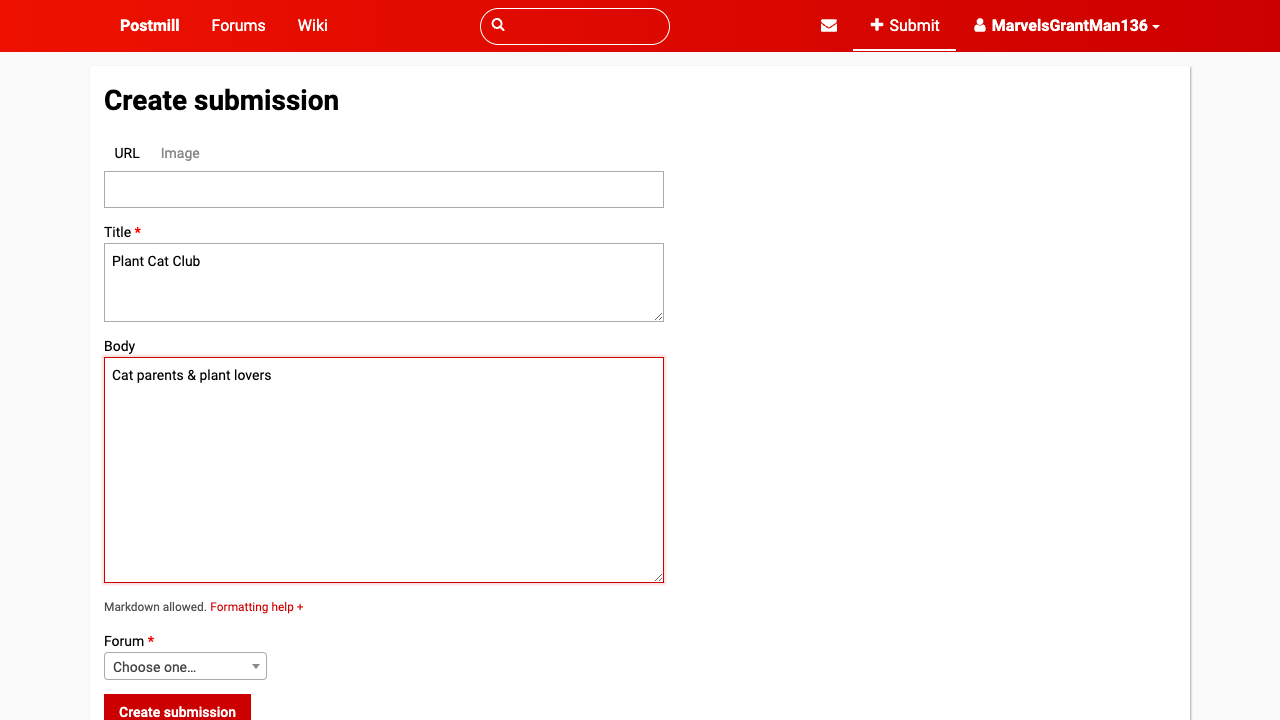 Postmill Forums Wiki Submit MarvelsGrantMan136
Create submission
URL Image
Title *
Plant Cat Club
Body
Cat parents & plant lovers
Markdown allowed. Formatting help +
Forum *
Choose one...
Create submission